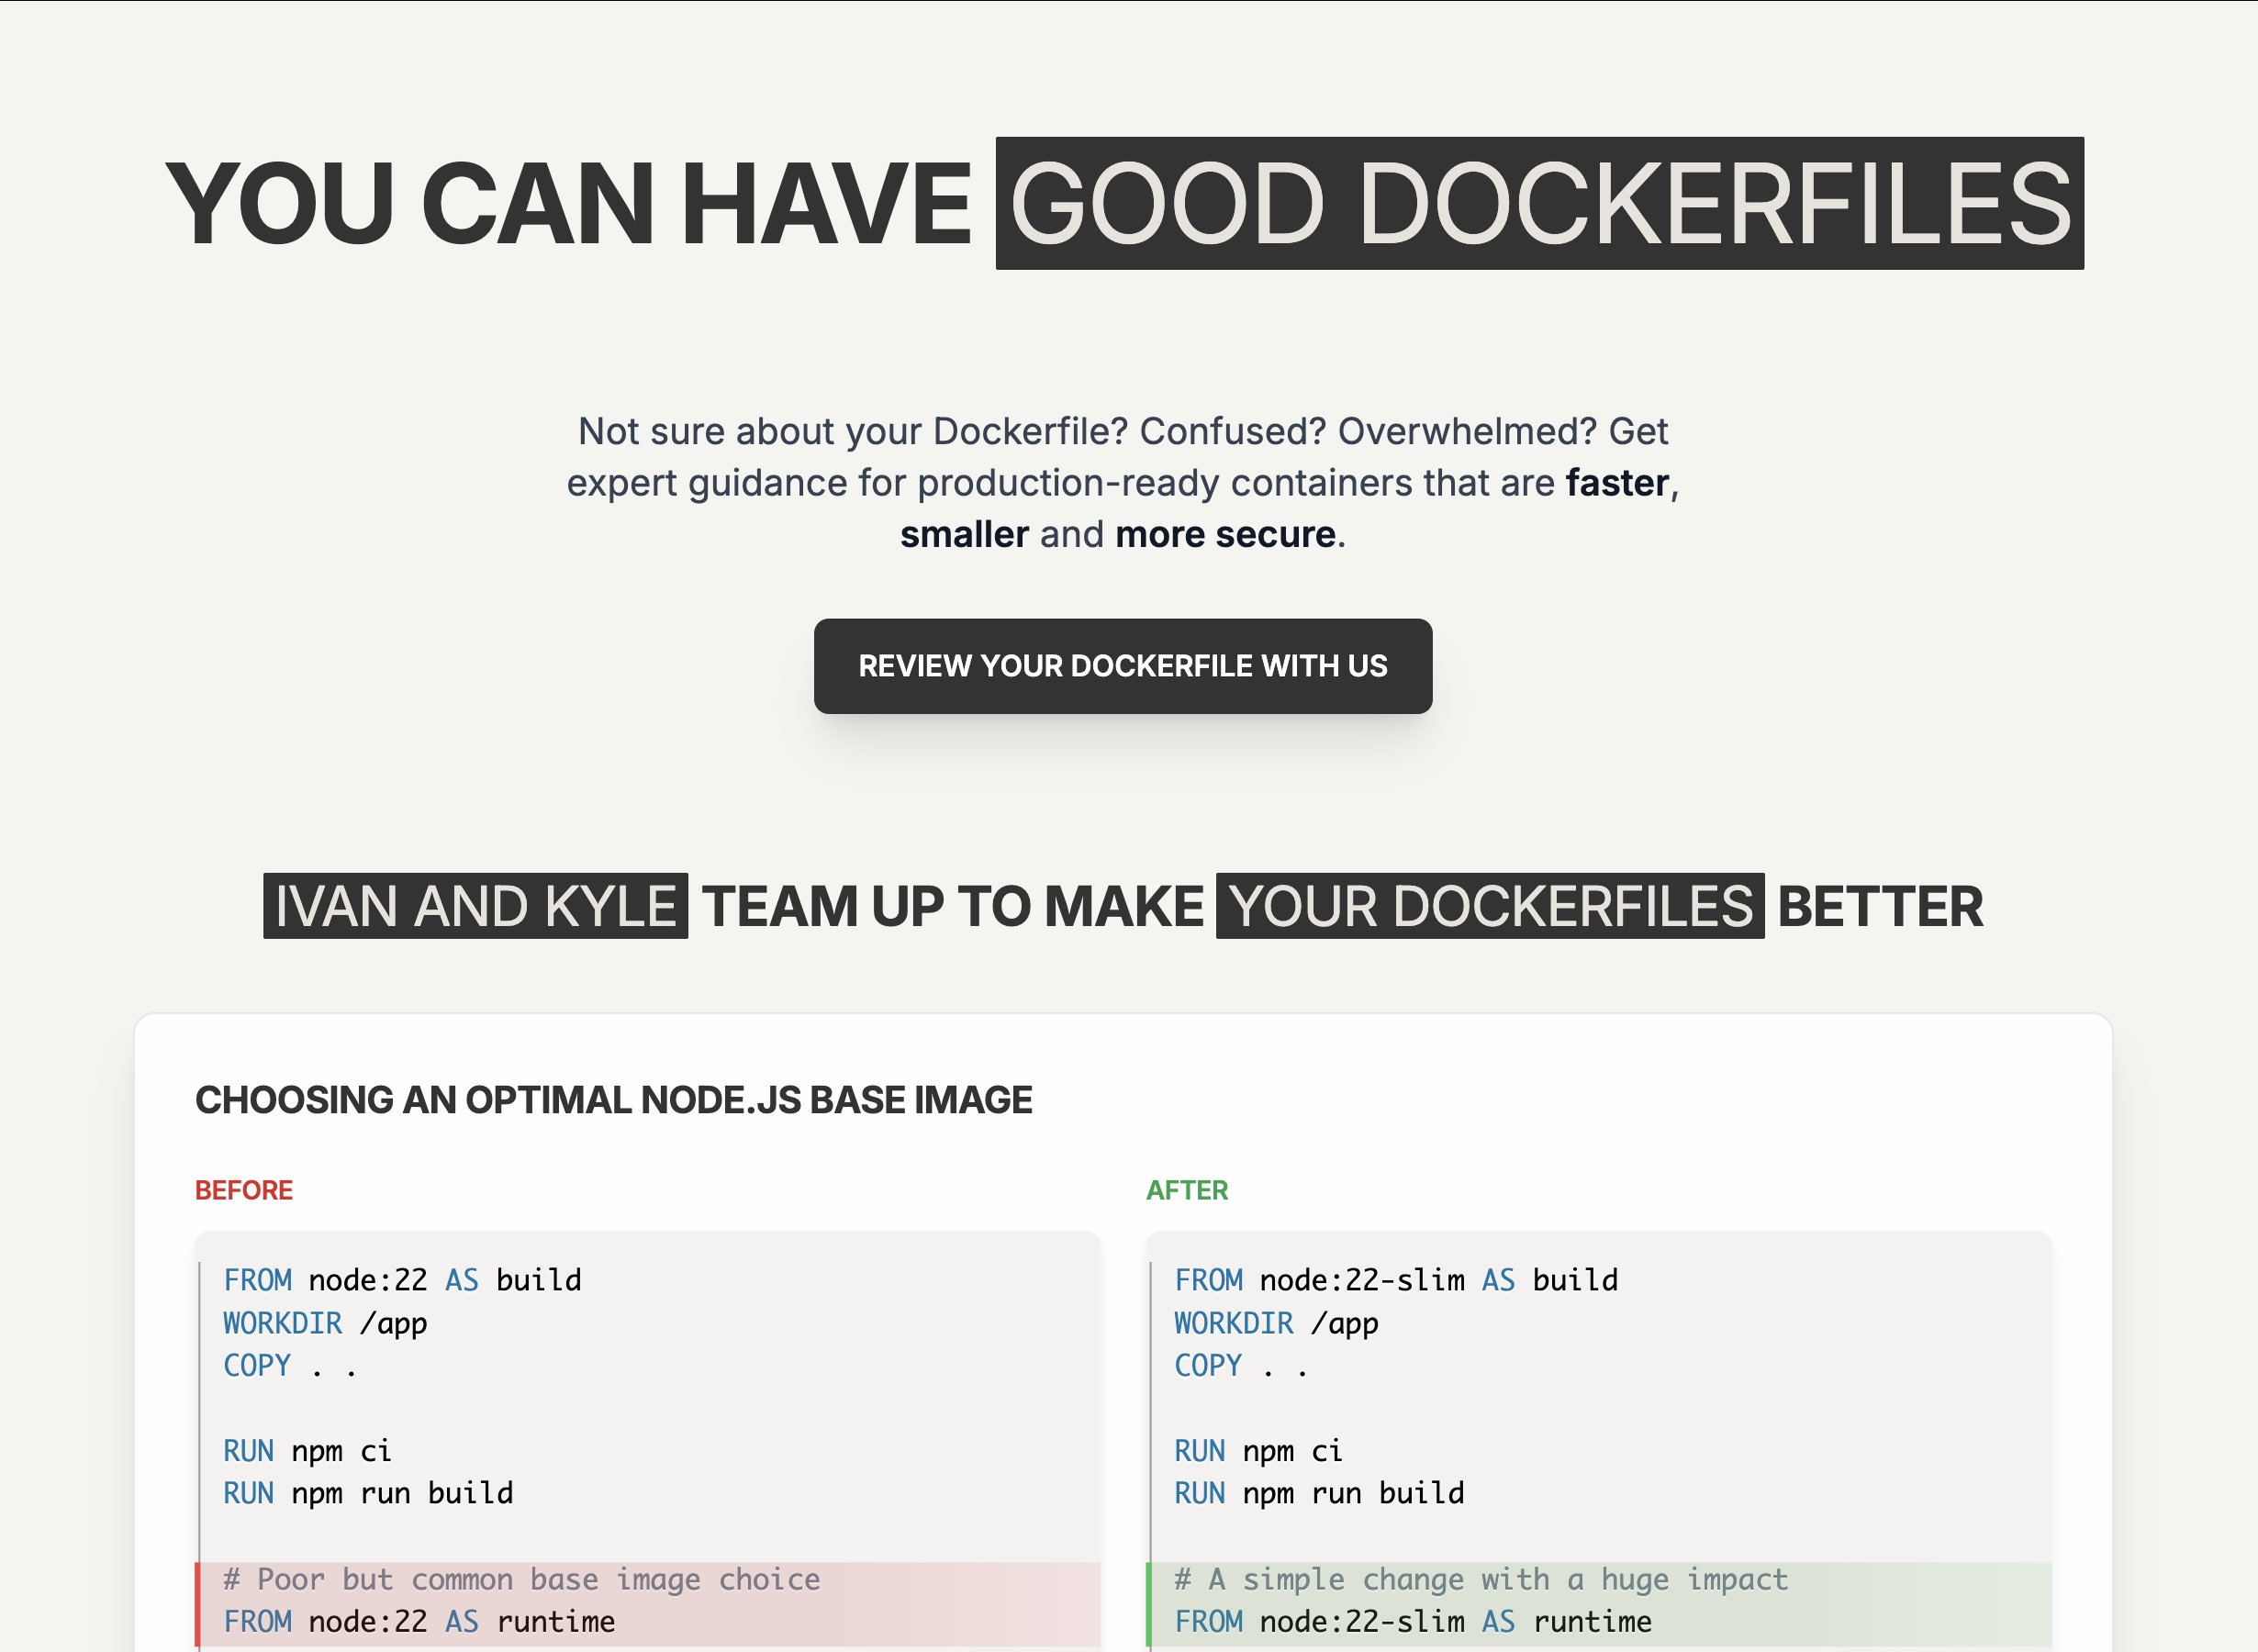 YOU CAN HAVE GOOD DOCKERFILES
Not sure about your Dockerfile? Confused? Overwhelmed? Get
expert guidance for production-ready containers that are faster,
smaller and more secure.
REVIEW YOUR DOCKERFILE WITH US
IVAN AND KYLE TEAM UP TO MAKE YOUR DOCKERFILES BETTER
CHOOSING AN OPTIMAL NODE.JS BASE IMAGE
BEFORE
FROM node:22 AS build
WORKDIR /app
COPY . .
RUN npm ci
RUN npm run build
# Poor but common base image choice
FROM node:22 AS runtime
AFTER
FROM node:22-slim AS build
WORKDIR /app
COPY . .
RUN npm ci
RUN npm run build
# A simple change with a huge impact
FROM node:22-slim AS runtime